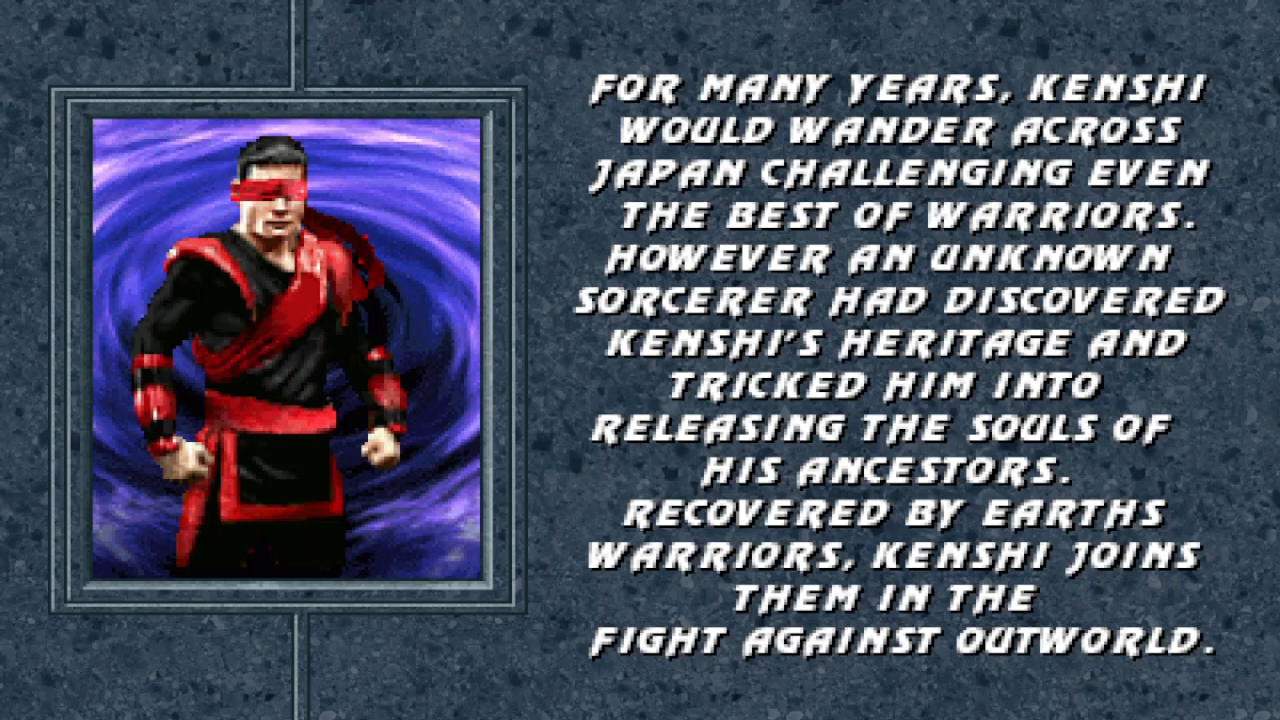 FOR MANY YEARS, KENSHI
WOULD WANDER ACROSS
JAPAN CHALLENGING EVEN
THE BEST OF WARRIORS.
HOWEVER AN UNKNOWN
SORCERER HAD DISCOVERED
KENSHI'S HERITAGE AND
TRICKED HIM INTO
RELEASING THE SOULS OF
HIS ANCESTORS.
RECOVERED BY EARTHS
WARRIORS, KENSHI JOINS
THEM IN THE
FIGHT AGAINST OUTWORLD.